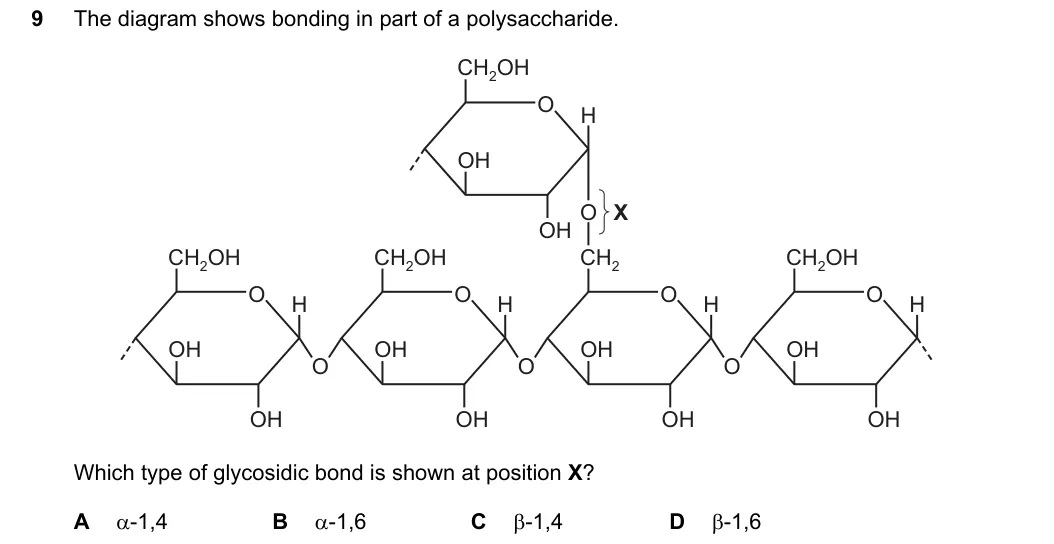 9 The diagram shows bonding in part of a polysaccharide.
CH₂OH
O
H
OH
O } X
OH
CH₂OH CH₂OH CH₂ CH₂OH
O H O H O H O H
OH OH OH OH
O O O
OH OH OH OH
Which type of glycosidic bond is shown at position X?
A α-1,4 B α-1,6 C β-1,4 D β-1,6